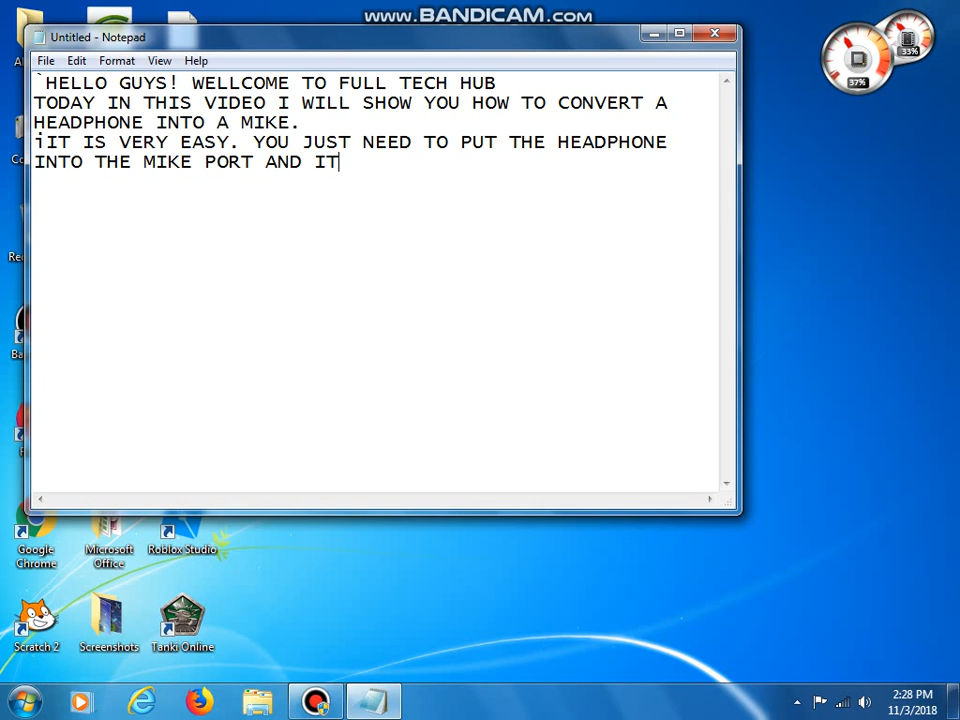 www.BANDICAM.com
Untitled - Notepad
File Edit Format View Help
`HELLO GUYS! WELLCOME TO FULL TECH HUB
TODAY IN THIS VIDEO I WILL SHOW YOU HOW TO CONVERT A
HEADPHONE INTO A MIKE.
iIT IS VERY EASY. YOU JUST NEED TO PUT THE HEADPHONE
INTO THE MIKE PORT AND IT
37%
33%
Google Chrome
Microsoft Office
Roblox Studio
Scratch 2
Screenshots
Tanki Online
2:28 PM
11/3/2018